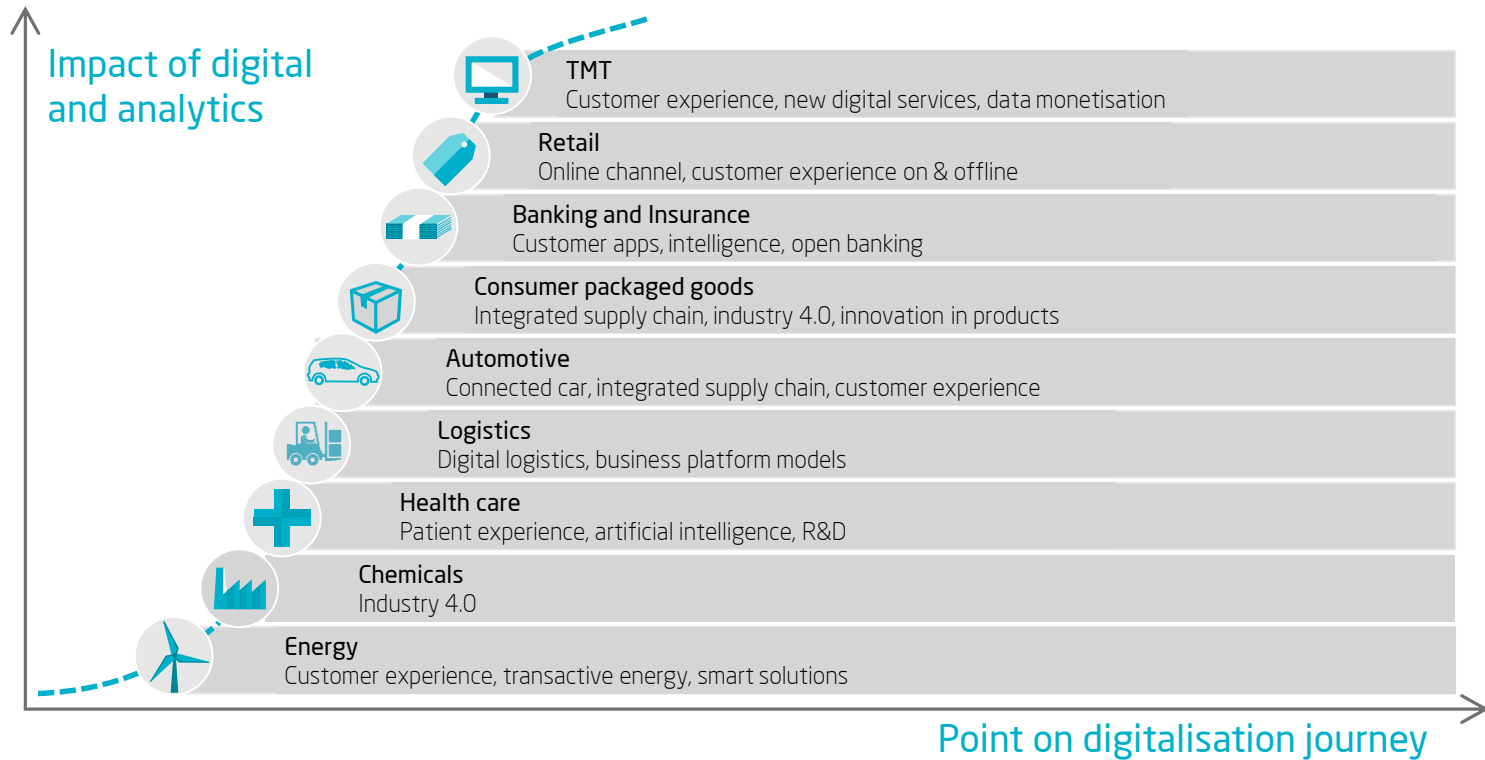 Impact of digital
and analytics
TMT
Customer experience, new digital services, data monetisation
Retail
Online channel, customer experience on & offline
Banking and Insurance
Customer apps, intelligence, open banking
Consumer packaged goods
Integrated supply chain, industry 4.0, innovation in products
Automotive
Connected car, integrated supply chain, customer experience
Logistics
Digital logistics, business platform models
Health care
Patient experience, artificial intelligence, R&D
Chemicals
Industry 4.0
Energy
Customer experience, transactive energy, smart solutions
Point on digitalisation journey